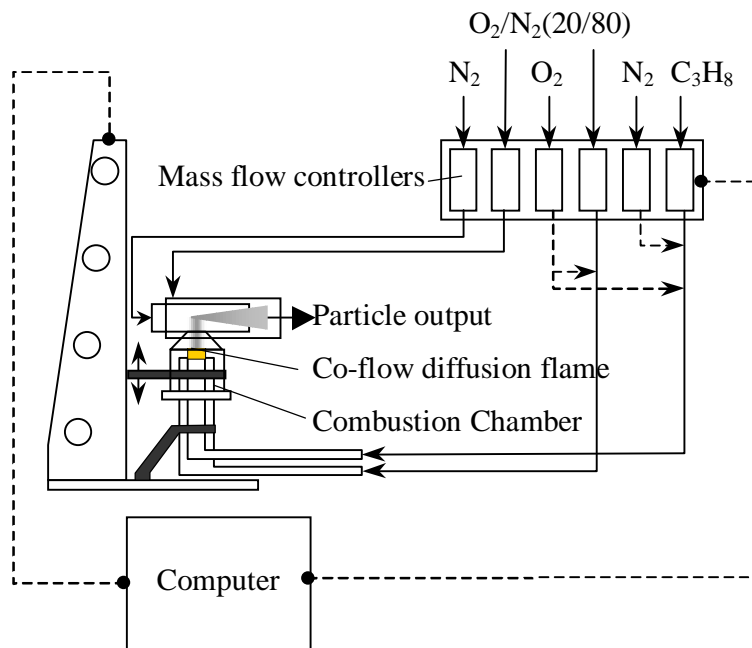 O₂/N₂(20/80)
N₂ O₂ N₂ C₃H₈
Mass flow controllers
Particle output
Co-flow diffusion flame
Combustion Chamber
Computer